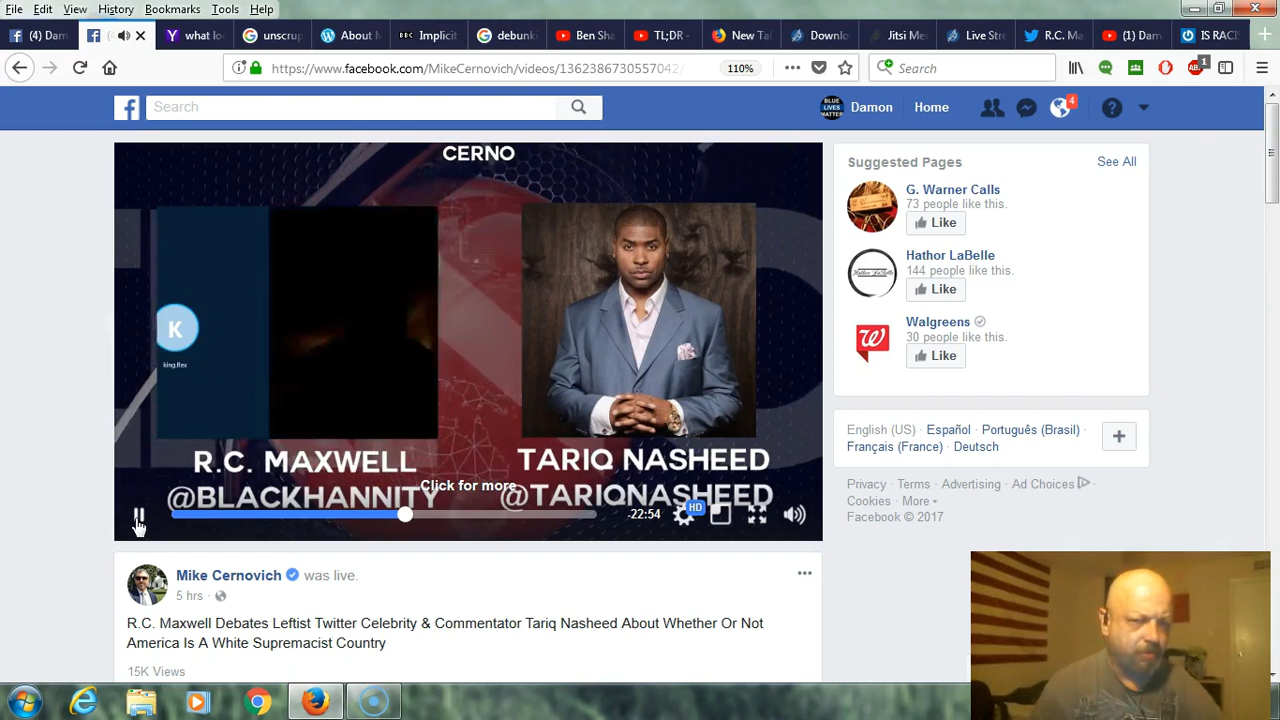 File Edit View History Bookmarks Tools Help
(4) Dam
what lo
unscrup
About M
BBC Implicit
debunki
Ben Sha
TL;DR -
New Ta
Downlo
Jitsi Me
Live Stre
R.C. Ma
(1) Dam
IS RACIS
https://www.facebook.com/MikeCernovich/videos/1362386730557042/
110%
Search
1
Search
Damon Home
4
CERNO
K
king.flex
R.C. MAXWELL
@BLACKHANNITY
TARIQ NASHEED
@TARIQNASHEED
Click for more
-22:54
HD
Suggested Pages See All
G. Warner Calls
73 people like this.
Like
Hathor LaBelle
144 people like this.
Like
Walgreens
30 people like this.
Like
English (US) · Español · Português (Brasil) ·
Français (France) · Deutsch
Privacy · Terms · Advertising · Ad Choices ·
Cookies · More
Facebook © 2017
Mike Cernovich was live.
5 hrs ·
R.C. Maxwell Debates Leftist Twitter Celebrity & Commentator Tariq Nasheed About Whether Or Not
America Is A White Supremacist Country
15K Views